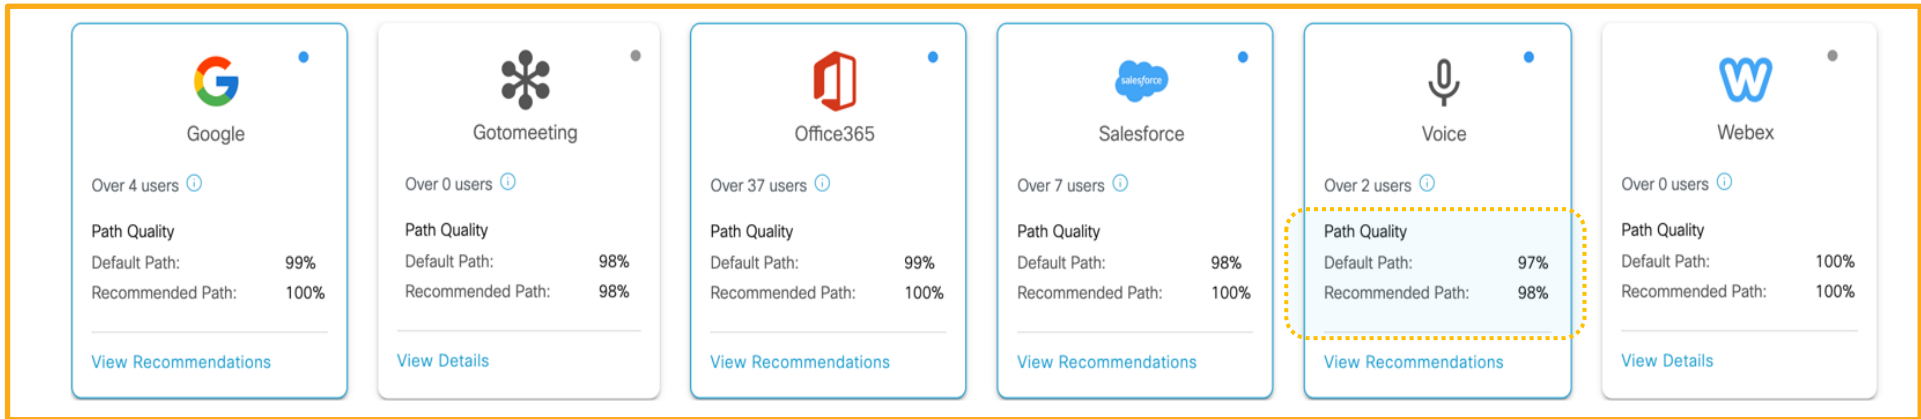 Google
Over 4 users
Path Quality
Default Path: 99%
Recommended Path: 100%
View Recommendations
Gotomeeting
Over 0 users
Path Quality
Default Path: 98%
Recommended Path: 98%
View Details
Office365
Over 37 users
Path Quality
Default Path: 99%
Recommended Path: 100%
View Recommendations
salesforce
Salesforce
Over 7 users
Path Quality
Default Path: 98%
Recommended Path: 100%
View Recommendations
Voice
Over 2 users
Path Quality
Default Path: 97%
Recommended Path: 98%
View Recommendations
Webex
Over 0 users
Path Quality
Default Path: 100%
Recommended Path: 100%
View Details